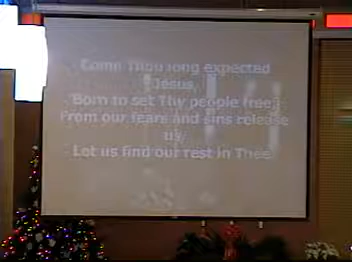 Come Thou long expected
Jesus,
Born to set Thy people free;
From our fears and sins release
us,
Let us find our rest in Thee.